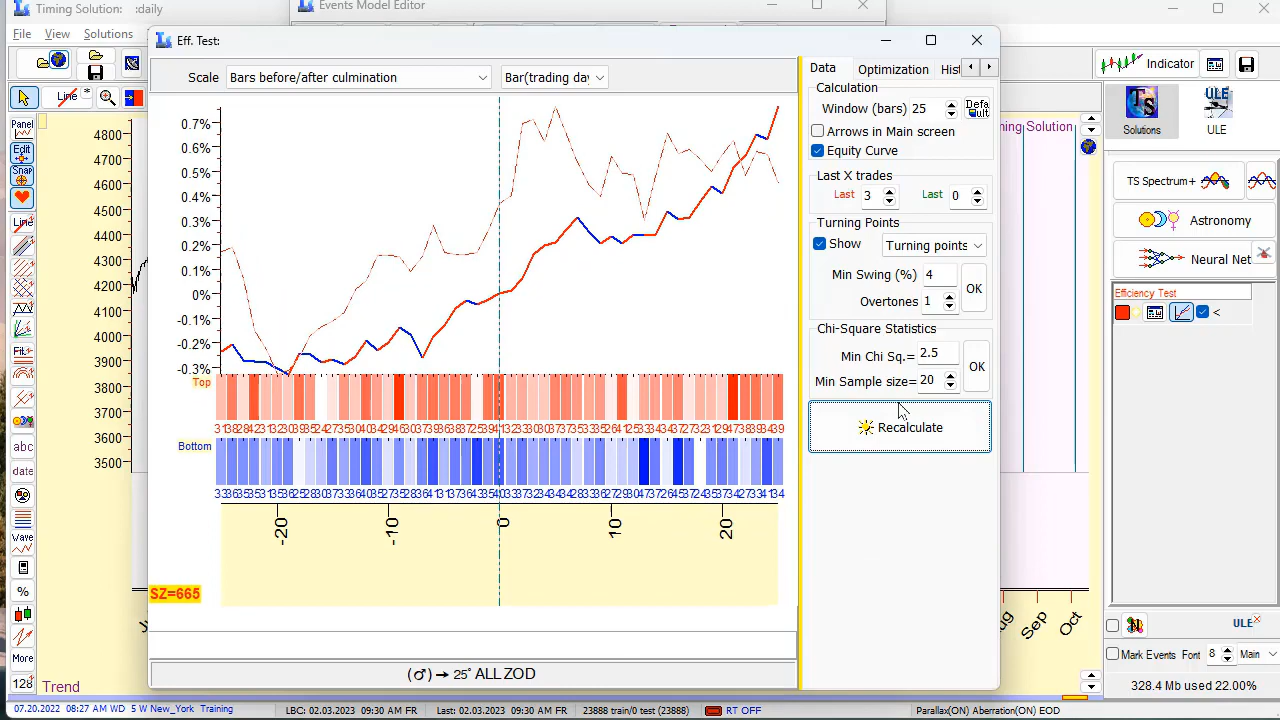 Timing Solution: :daily
Events Model Editor
File View Solutions
Eff. Test:
Scale Bars before/after culmination
Data Optimization
Indicator
Line
Window (bars) 25 Defa ult
Arrows in Main screen
Equity Curve
Last X trades
Last 3 Last 0
Turning Points
Show Turning points
Min Swing (%) 4
Overtones 1
OK
Chi-Square Statistics
Min Chi Sq.= 2.5
Min Sample size= 20
OK
Recalculate
Panel
Edit
Snap
Line
Fit
abc
date
Wave
%
More
123
4800
4700
4600
4500
4400
4300
4200
4100
4000
3900
3800
3700
3600
3500
Trend
0.7%
0.6%
0.5%
0.4%
0.3%
0.2%
0.1%
0%
-0.1%
-0.2%
-0.3%
Top
Bottom
-20
-10
0
10
20
SZ=665
(♂) → 25° ALL ZOD
ning Solution
Sep
Oct
Solutions
ULE
TS Spectrum+
Astronomy
Neural Net
Efficiency Test
<
ULE
Mark Events Font 8 Main
328.4 Mb used 22.00%
07.20.2022 08:27 AM WD 5 W New_York Training
LBC: 02.03.2023 09:30 AM FR
Last: 02.03.2023 09:30 AM FR
23888 train/0 test (23888)
RT OFF
Parallax(ON) Aberration(ON) EOD